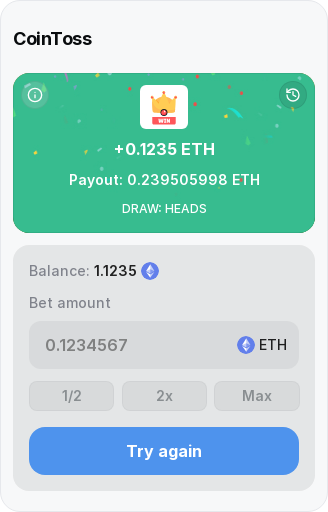 CoinToss
WIN
+0.1235 ETH
Payout: 0.239505998 ETH
DRAW: HEADS
Balance: 1.1235
Bet amount
0.1234567 ETH
1/2 2x Max
Try again